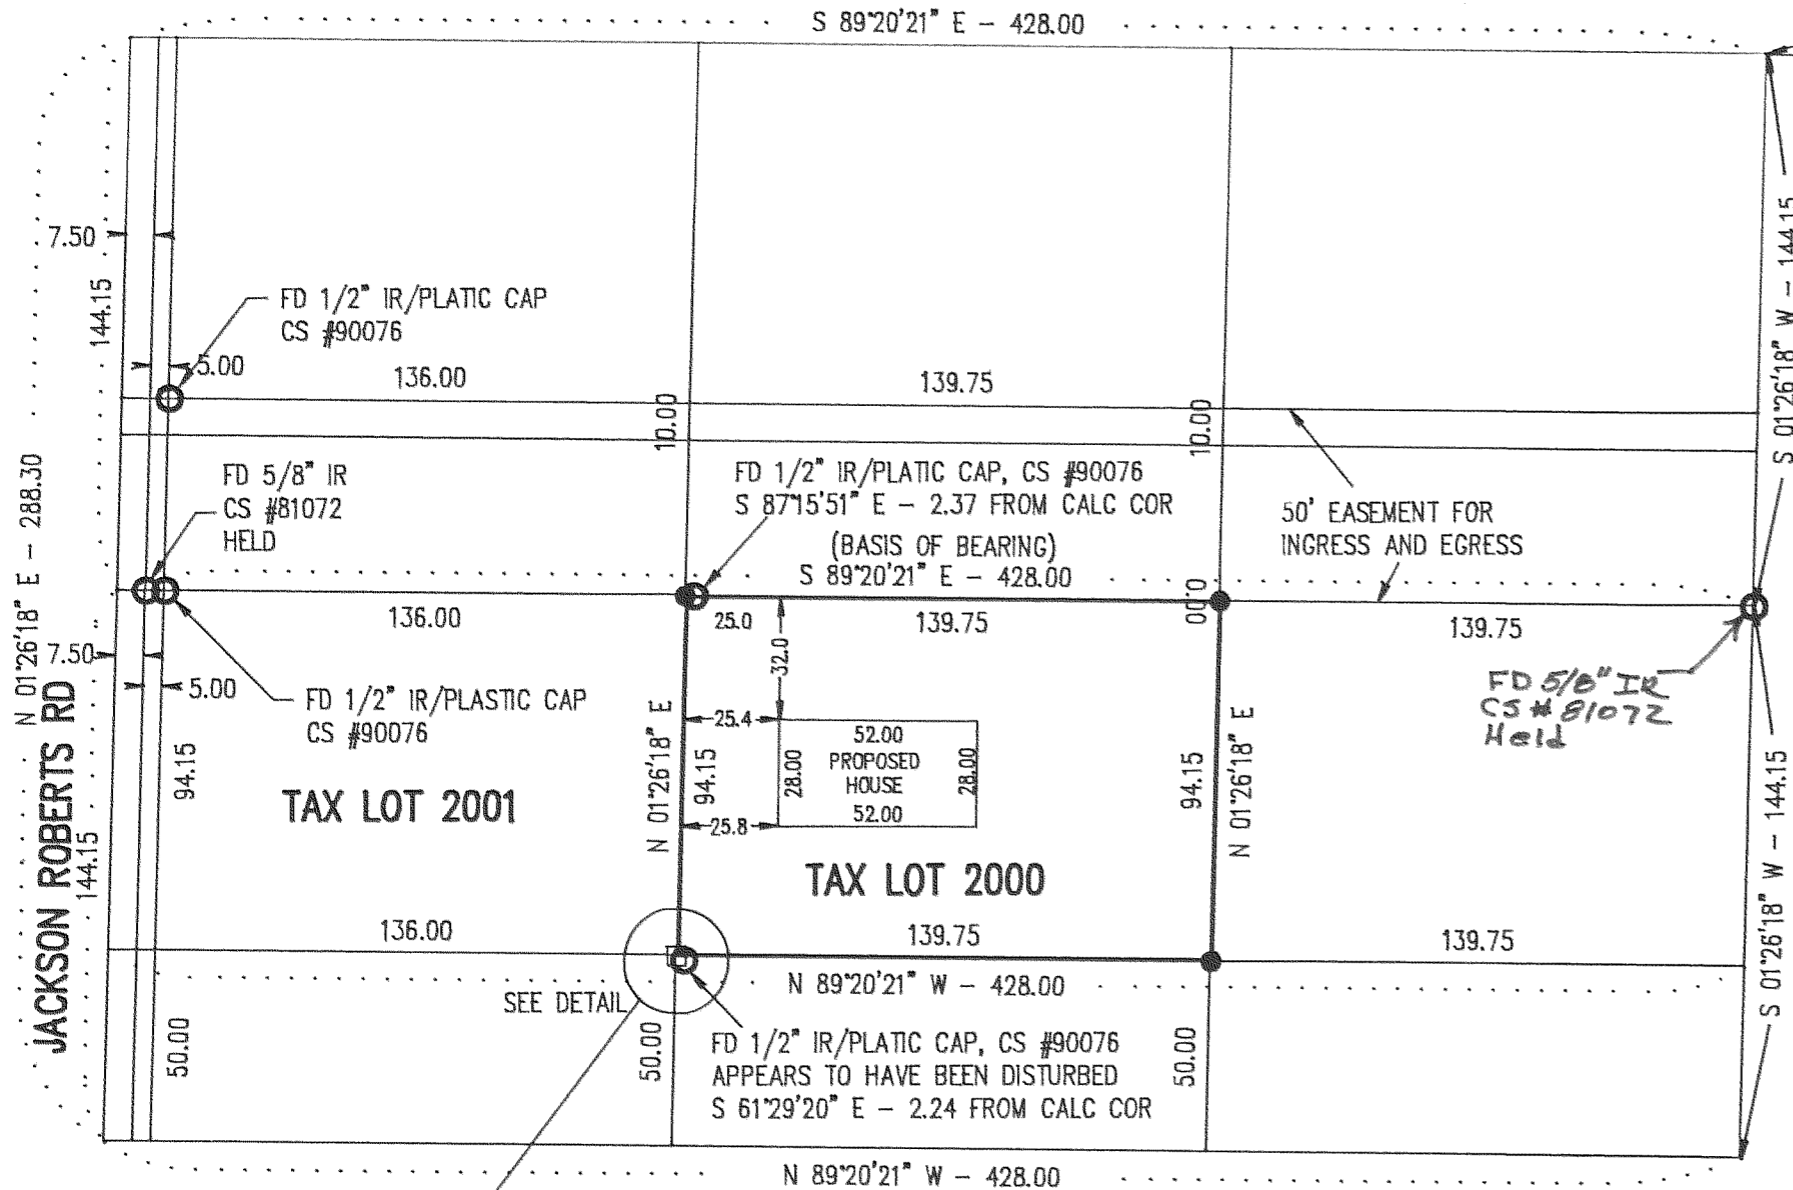 S 89°20'21" E - 428.00
7.50
144.15
FD 1/2" IR/PLATIC CAP
CS #90076
5.00
136.00
139.75
10.00
10.00
S 01°26'18" W - 144.15
N 01°26'18" E - 288.30
FD 5/8" IR
CS #81072
HELD
FD 1/2" IR/PLATIC CAP, CS #90076
S 87°15'51" E - 2.37 FROM CALC COR
(BASIS OF BEARING)
S 89°20'21" E - 428.00
50' EASEMENT FOR
INGRESS AND EGRESS
136.00
25.0
139.75
139.75
32.0
7.50
5.00
FD 1/2" IR/PLASTIC CAP
CS #90076
FD 5/8" IR
CS # 81072
Held
JACKSON ROBERTS RD
144.15
94.15
TAX LOT 2001
N 01°26'18" E
94.15
25.4
52.00
PROPOSED
HOUSE
52.00
28.00
28.00
25.8
TAX LOT 2000
94.15
N 01°26'18" E
S 01°26'18" W - 144.15
136.00
139.75
139.75
N 89°20'21" W - 428.00
SEE DETAIL
50.00
50.00
50.00
FD 1/2" IR/PLATIC CAP, CS #90076
APPEARS TO HAVE BEEN DISTURBED
S 61°29'20" E - 2.24 FROM CALC COR
N 89°20'21" W - 428.00